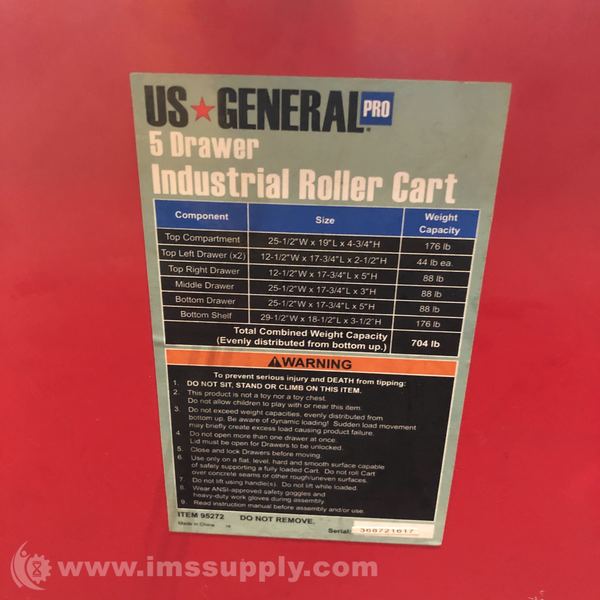 US★GENERAL® PRO
5 Drawer
Industrial Roller Cart
Component Size Weight Capacity
Top Compartment 25-1/2"W x 19"L x 4-3/4"H 176 lb
Top Left Drawer (x2) 12-1/2"W x 17-3/4"L x 2-1/2"H 44 lb ea.
Top Right Drawer 12-1/2"W x 17-3/4"L x 5"H 88 lb
Middle Drawer 25-1/2"W x 17-3/4"L x 3"H 88 lb
Bottom Drawer 25-1/2"W x 17-3/4"L x 5"H 88 lb
Bottom Shelf 29-1/2"W x 18-1/2"L x 3-1/2"H 176 lb
Total Combined Weight Capacity
(Evenly distributed from bottom up.) 704 lb
⚠WARNING
To prevent serious injury and DEATH from tipping:
1. DO NOT SIT, STAND OR CLIMB ON THIS ITEM.
2. This product is not a toy nor a toy chest.
Do not allow children to play with or near this item.
3. Do not exceed weight capacities, evenly distributed from
bottom up. Be aware of dynamic loading! Sudden load movement
may briefly create excess load causing product failure.
4. Do not open more than one drawer at once.
Lid must be open for Drawers to be unlocked.
5. Close and lock Drawers before moving.
6. Use only on a flat, level, hard and smooth surface capable
of safely supporting a fully loaded Cart. Do not roll Cart
over concrete seams or other rough/uneven surfaces.
7. Do not lift using handle(s). Do not lift while loaded.
8. Wear ANSI-approved safety goggles and
heavy-duty work gloves during assembly.
9. Read instruction manual before assembly and/or use.
ITEM 95272 DO NOT REMOVE.
Made in China Serial: 368721617
www.imssupply.com